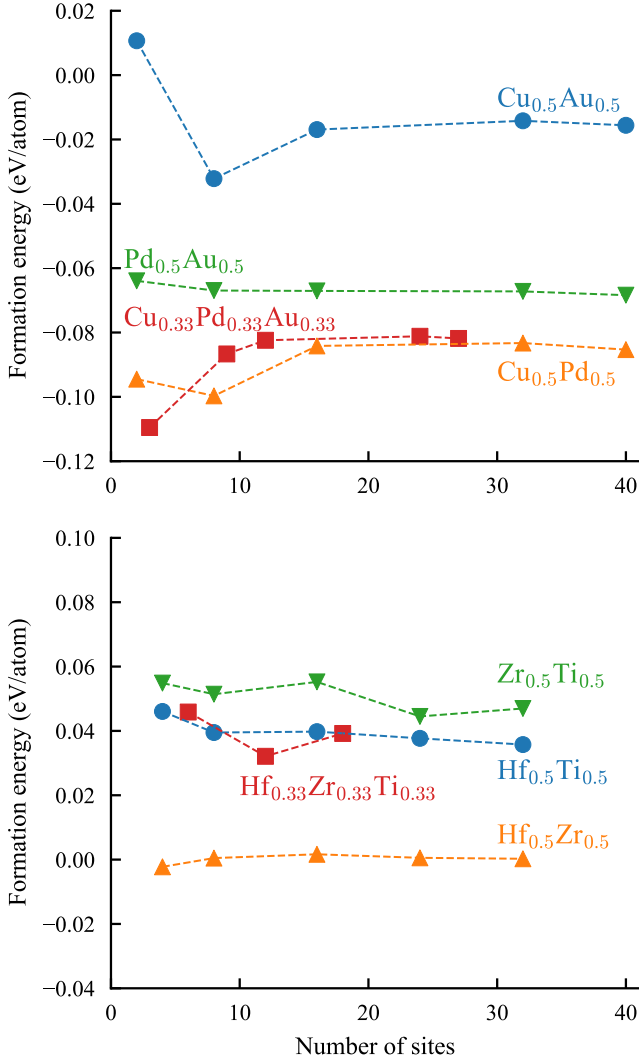 0.02
0.00
−0.02
−0.04
−0.06
−0.08
−0.10
−0.12
Formation energy (eV/atom)
Cu0.5Au0.5
Pd0.5Au0.5
Cu0.33Pd0.33Au0.33
Cu0.5Pd0.5
0 10 20 30 40
0.10
0.08
0.06
0.04
0.02
0.00
−0.02
−0.04
Formation energy (eV/atom)
Zr0.5Ti0.5
Hf0.5Ti0.5
Hf0.33Zr0.33Ti0.33
Hf0.5Zr0.5
0 10 20 30 40
Number of sites